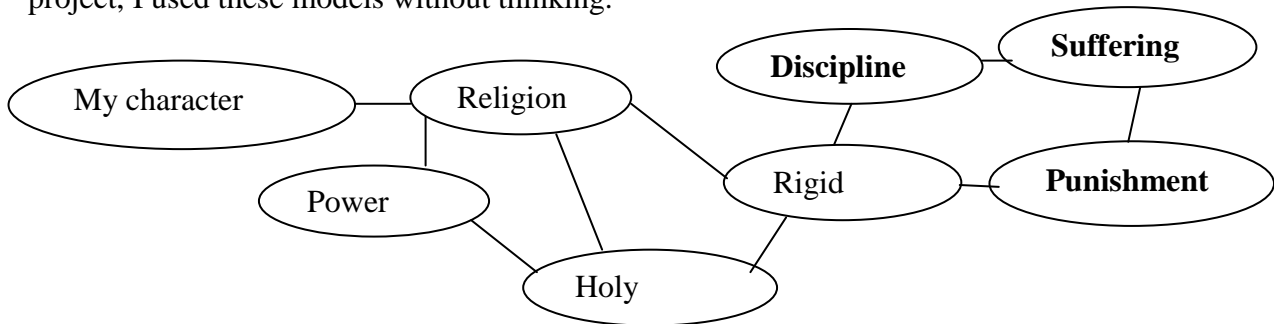 project, I used these models without thinking.
Suffering
Discipline
My character
Religion
Rigid
Punishment
Power
Holy